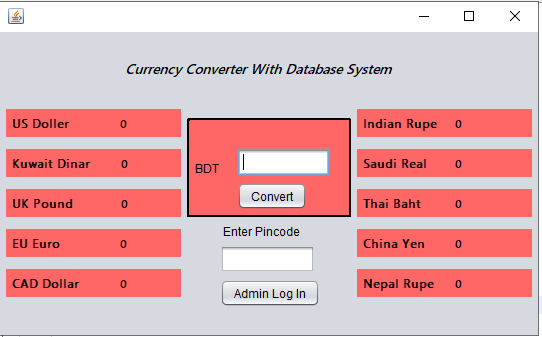 Currency Converter With Database System
US Doller 0
Kuwait Dinar 0
UK Pound 0
EU Euro 0
CAD Dollar 0
BDT
Convert
Enter Pincode
Admin Log In
Indian Rupe 0
Saudi Real 0
Thai Baht 0
China Yen 0
Nepal Rupe 0